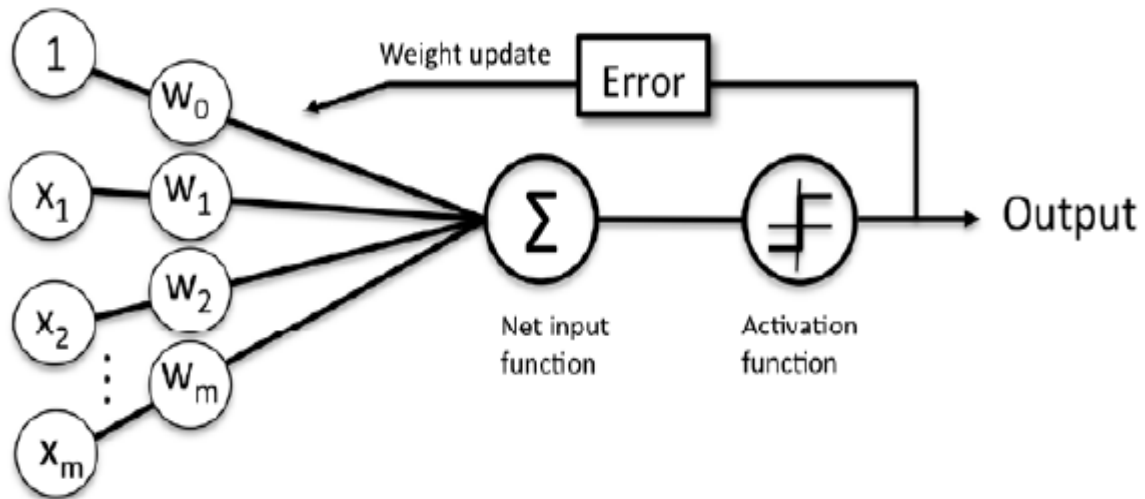 1
W₀
Weight update
Error
x₁
W₁
Σ
Output
x₂
W₂
Net input
function
Activation
function
⋮
xₘ
Wₘ